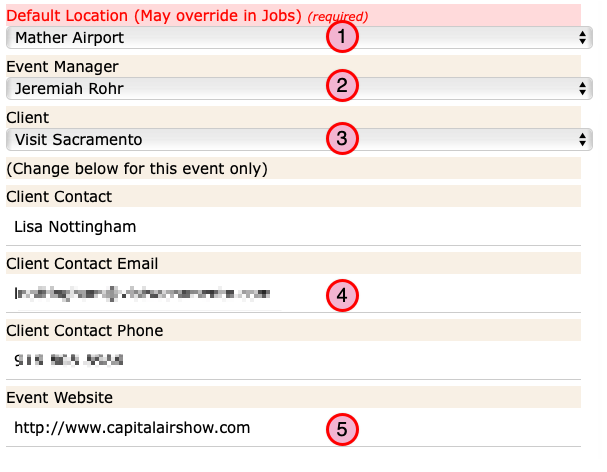 Default Location (May override in Jobs) (required)
Mather Airport 1
Event Manager
Jeremiah Rohr 2
Client
Visit Sacramento 3
(Change below for this event only)
Client Contact
Lisa Nottingham
Client Contact Email
4
Client Contact Phone
Event Website
http://www.capitalairshow.com 5